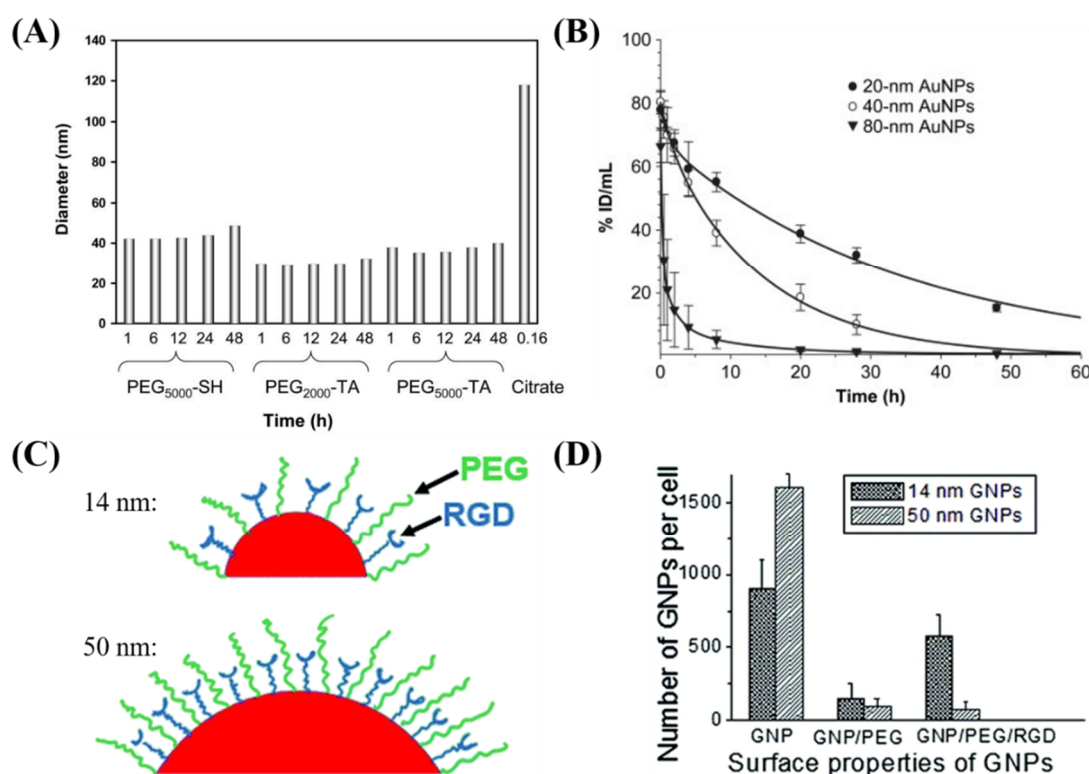 (A)
140
120
100
80
60
40
20
0
Diameter (nm)
1 6 12 24 48 1 6 12 24 48 1 6 12 24 48 0.16
PEG5000-SH PEG2000-TA PEG5000-TA Citrate
Time (h)
(B)
100
80
60
40
20
% ID/mL
20-nm AuNPs
40-nm AuNPs
80-nm AuNPs
0 10 20 30 40 50 60
Time (h)
(C)
14 nm:
PEG
RGD
50 nm:
(D)
Number of GNPs per cell
1500
1000
500
0
14 nm GNPs
50 nm GNPs
GNP GNP/PEG GNP/PEG/RGD
Surface properties of GNPs